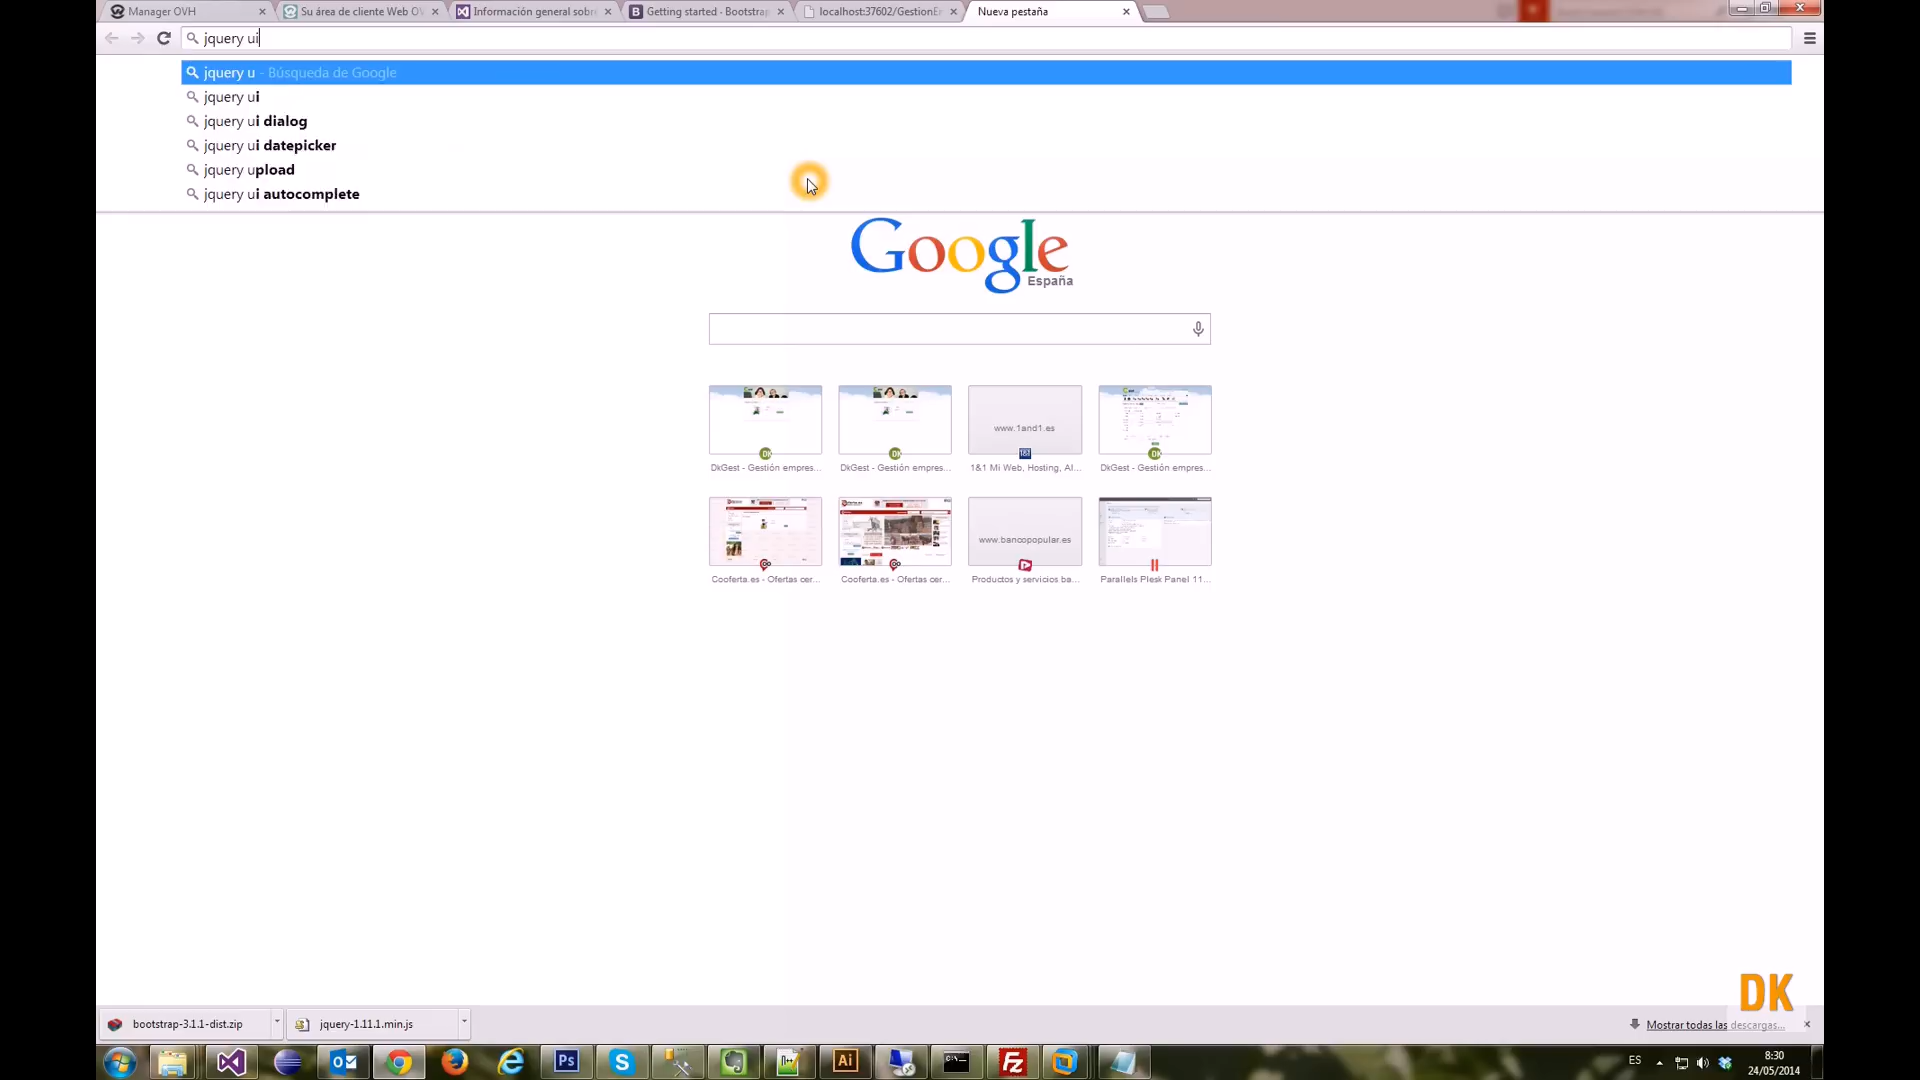 Manager OVH
Su área de cliente Web OV
Información general sobre
Getting started · Bootstrap
localhost:37602/GestionEm
Nueva pestaña
jquery ui
jquery u - Búsqueda de Google
jquery ui
jquery ui dialog
jquery ui datepicker
jquery upload
jquery ui autocomplete
Google
España
www.1and1.es
DkGest - Gestión empres...
DkGest - Gestión empres...
1&1 Mi Web, Hosting, Al...
DkGest - Gestión empres...
www.bancopopular.es
Cooferta.es - Ofertas cer...
Cooferta.es - Ofertas cer...
Productos y servicios ba...
Parallels Plesk Panel 11...
DK
bootstrap-3.1.1-dist.zip
jquery-1.11.1.min.js
Mostrar todas las descargas...
Ps
Ai
ES
8:30
24/05/2014